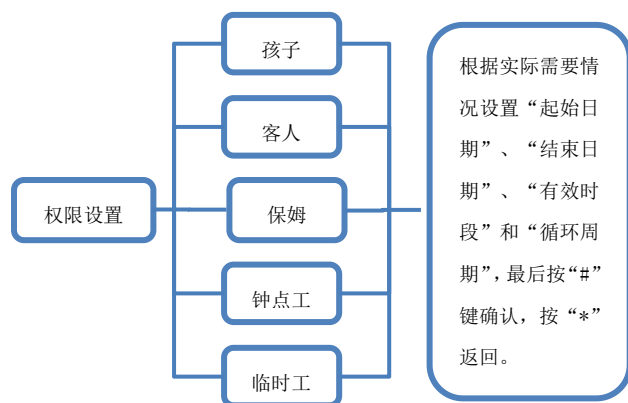 权限设置
孩子
客人
保姆
钟点工
临时工
根据实际需要情
况设置“起始日
期”、“结束日
期”、“有效时
段”和“循环周
期”,最后按“#”
键确认，按“*”
返回。